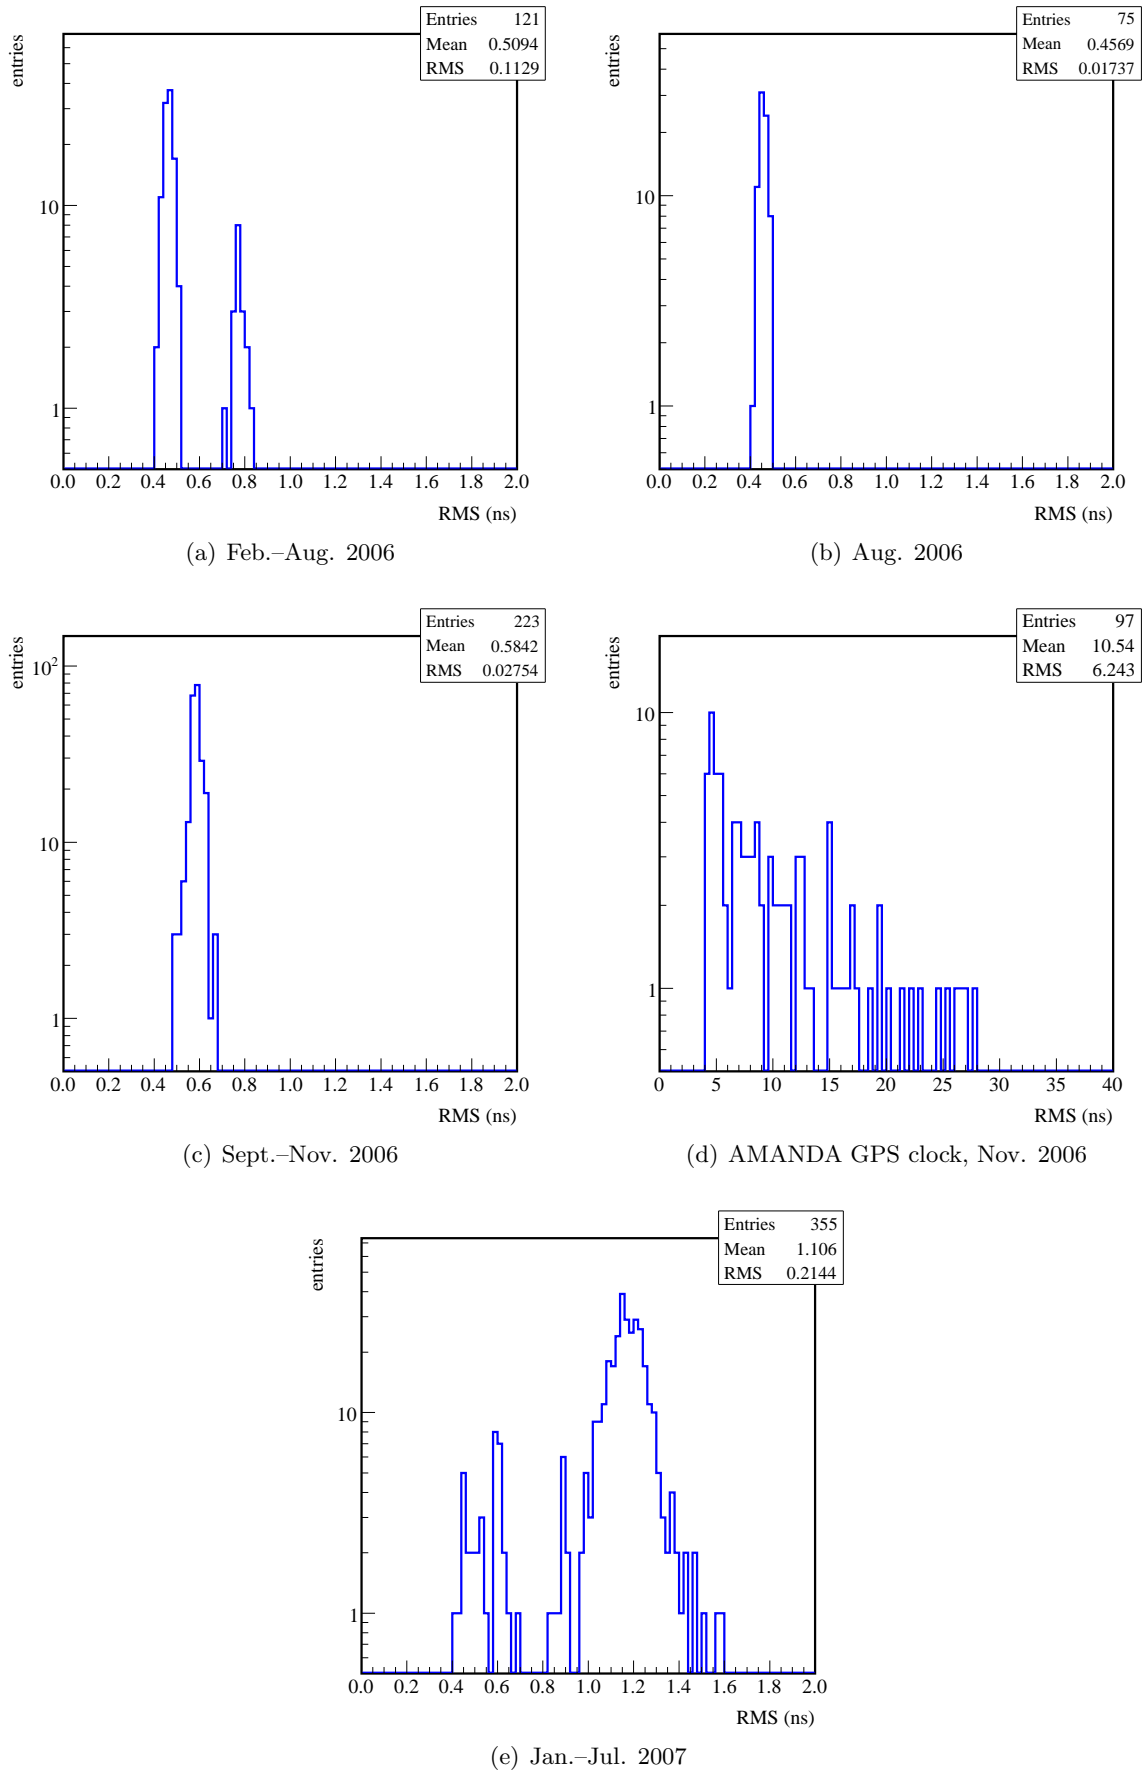 Entries 121
Mean 0.5094
RMS 0.1129
entries
10
1
0.0 0.2 0.4 0.6 0.8 1.0 1.2 1.4 1.6 1.8 2.0
RMS (ns)
(a) Feb.–Aug. 2006
Entries 75
Mean 0.4569
RMS 0.01737
entries
10
1
0.0 0.2 0.4 0.6 0.8 1.0 1.2 1.4 1.6 1.8 2.0
RMS (ns)
(b) Aug. 2006
Entries 223
Mean 0.5842
RMS 0.02754
entries
10²
10
1
0.0 0.2 0.4 0.6 0.8 1.0 1.2 1.4 1.6 1.8 2.0
RMS (ns)
(c) Sept.–Nov. 2006
Entries 97
Mean 10.54
RMS 6.243
entries
10
1
0 5 10 15 20 25 30 35 40
RMS (ns)
(d) AMANDA GPS clock, Nov. 2006
Entries 355
Mean 1.106
RMS 0.2144
entries
10
1
0.0 0.2 0.4 0.6 0.8 1.0 1.2 1.4 1.6 1.8 2.0
RMS (ns)
(e) Jan.–Jul. 2007